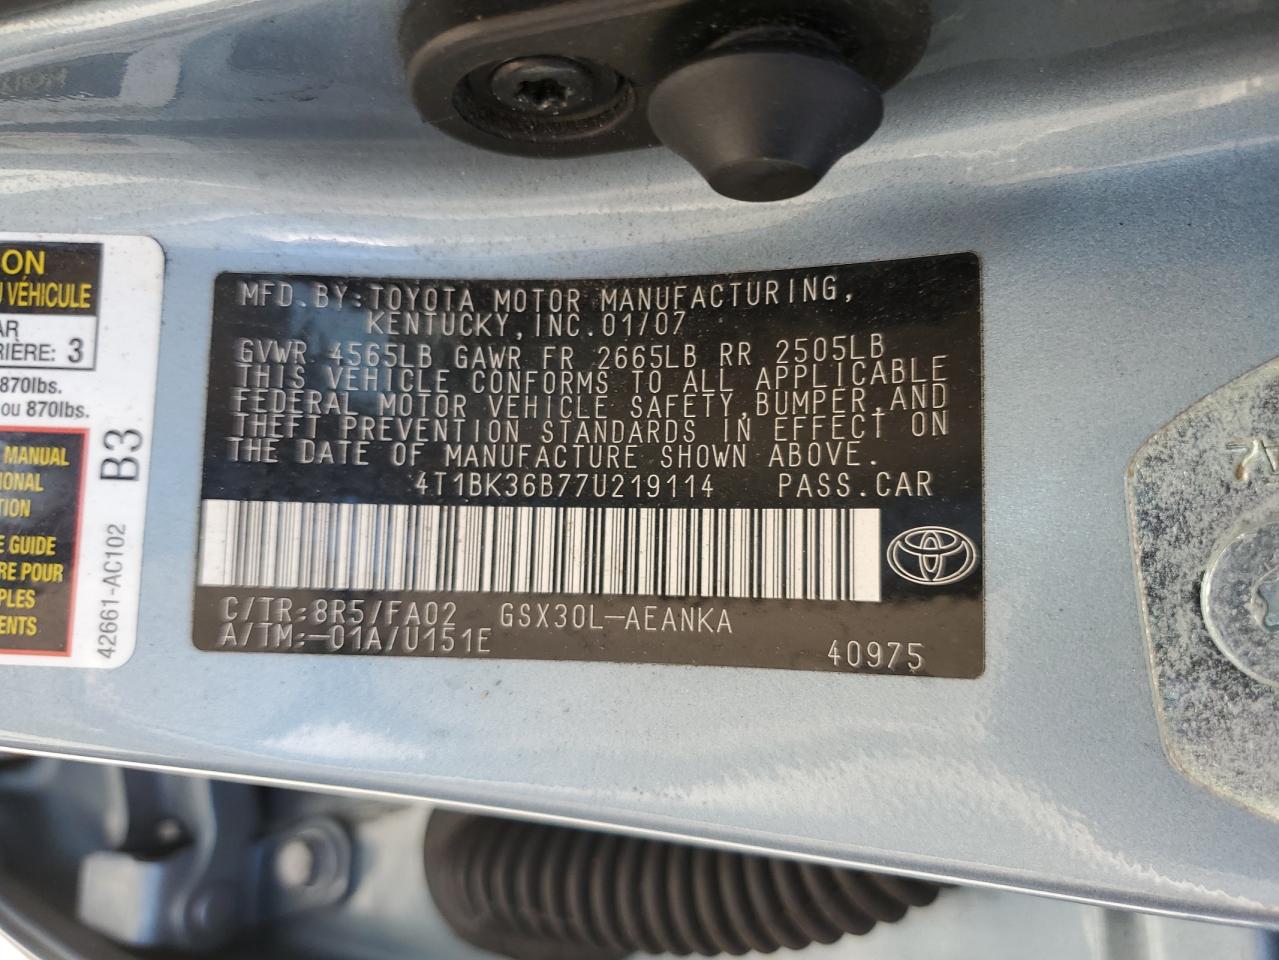 ON
U VÉHICULE
AR
RIÈRE: 3
870lbs.
ou 870lbs.
MANUAL
IONAL
TION
E GUIDE
RE POUR
PLES
ENTS
B3
42661-AC102
MFD.BY:TOYOTA MOTOR MANUFACTURING,
KENTUCKY,INC.01/07
GVWR 4565LB GAWR FR 2665LB RR 2505LB
THIS VEHICLE CONFORMS TO ALL APPLICABLE
FEDERAL MOTOR VEHICLE SAFETY,BUMPER,AND
THEFT PREVENTION STANDARDS IN EFFECT ON
THE DATE OF MANUFACTURE SHOWN ABOVE.
4T1BK36B77U219114 PASS.CAR
C/TR:8R5/FA02 GSX30L-AEANKA
A/TM:-01A/U151E
40975